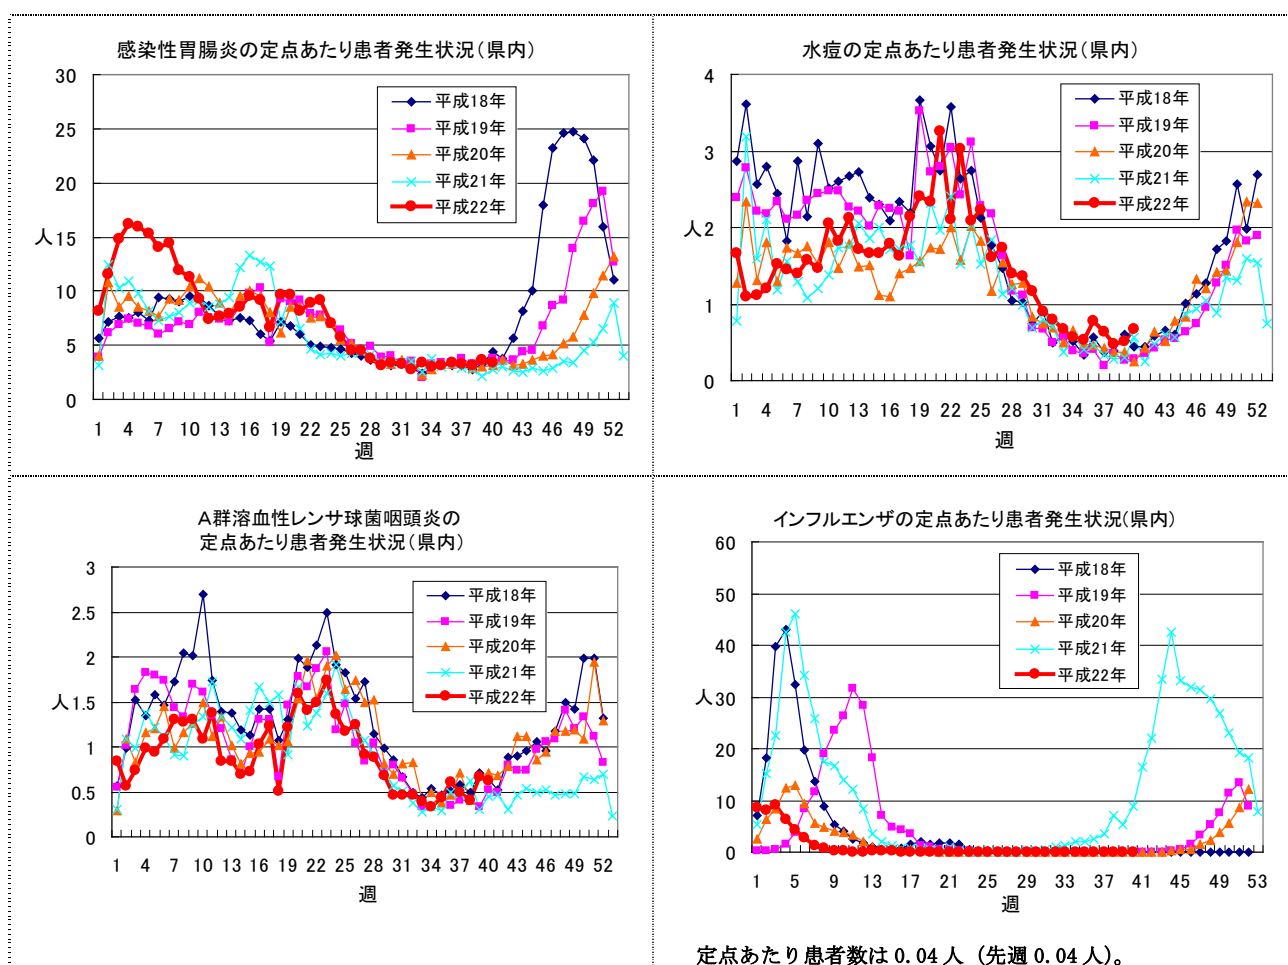 感染性胃腸炎の定点あたり患者発生状況（県内）
30
25
20
15
10
5
0
人
平成18年
平成19年
平成20年
平成21年
平成22年
1 4 7 10 13 16 19 22 25 28 31 34 37 40 43 46 49 52
週
水痘の定点あたり患者発生状況（県内）
4
3
2
1
0
人
平成18年
平成19年
平成20年
平成21年
平成22年
1 4 7 10 13 16 19 22 25 28 31 34 37 40 43 46 49 52
週
A群溶血性レンサ球菌咽頭炎の
定点あたり患者発生状況（県内）
3
2.5
2
1.5
1
0.5
0
人
平成18年
平成19年
平成20年
平成21年
平成22年
1 4 7 10 13 16 19 22 25 28 31 34 37 40 43 46 49 52
週
インフルエンザの定点あたり患者発生状況（県内）
60
50
40
30
20
10
0
人
平成18年
平成19年
平成20年
平成21年
平成22年
1 5 9 13 17 21 25 29 33 37 41 45 49 53
週
定点あたり患者数は 0.04 人（先週 0.04 人）。